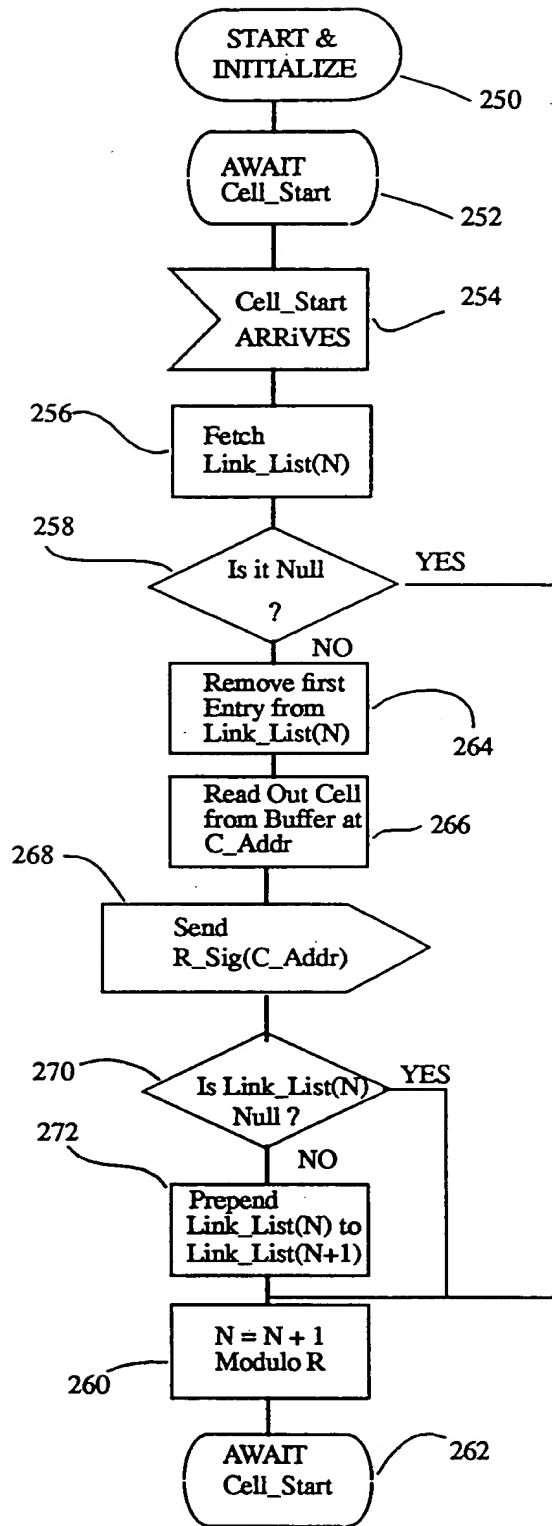 START &
INITIALIZE
250
AWAIT
Cell_Start
252
Cell_Start
ARRiVES
254
256
Fetch
Link_List(N)
258
Is it Null
?
YES
NO
Remove first
Entry from
Link_List(N)
264
Read Out Cell
from Buffer at
C_Addr
266
268
Send
R_Sig(C_Addr)
270
Is Link_List(N)
Null ?
YES
272
NO
Prepend
Link_List(N) to
Link_List(N+1)
N = N + 1
Modulo R
260
AWAIT
Cell_Start
262